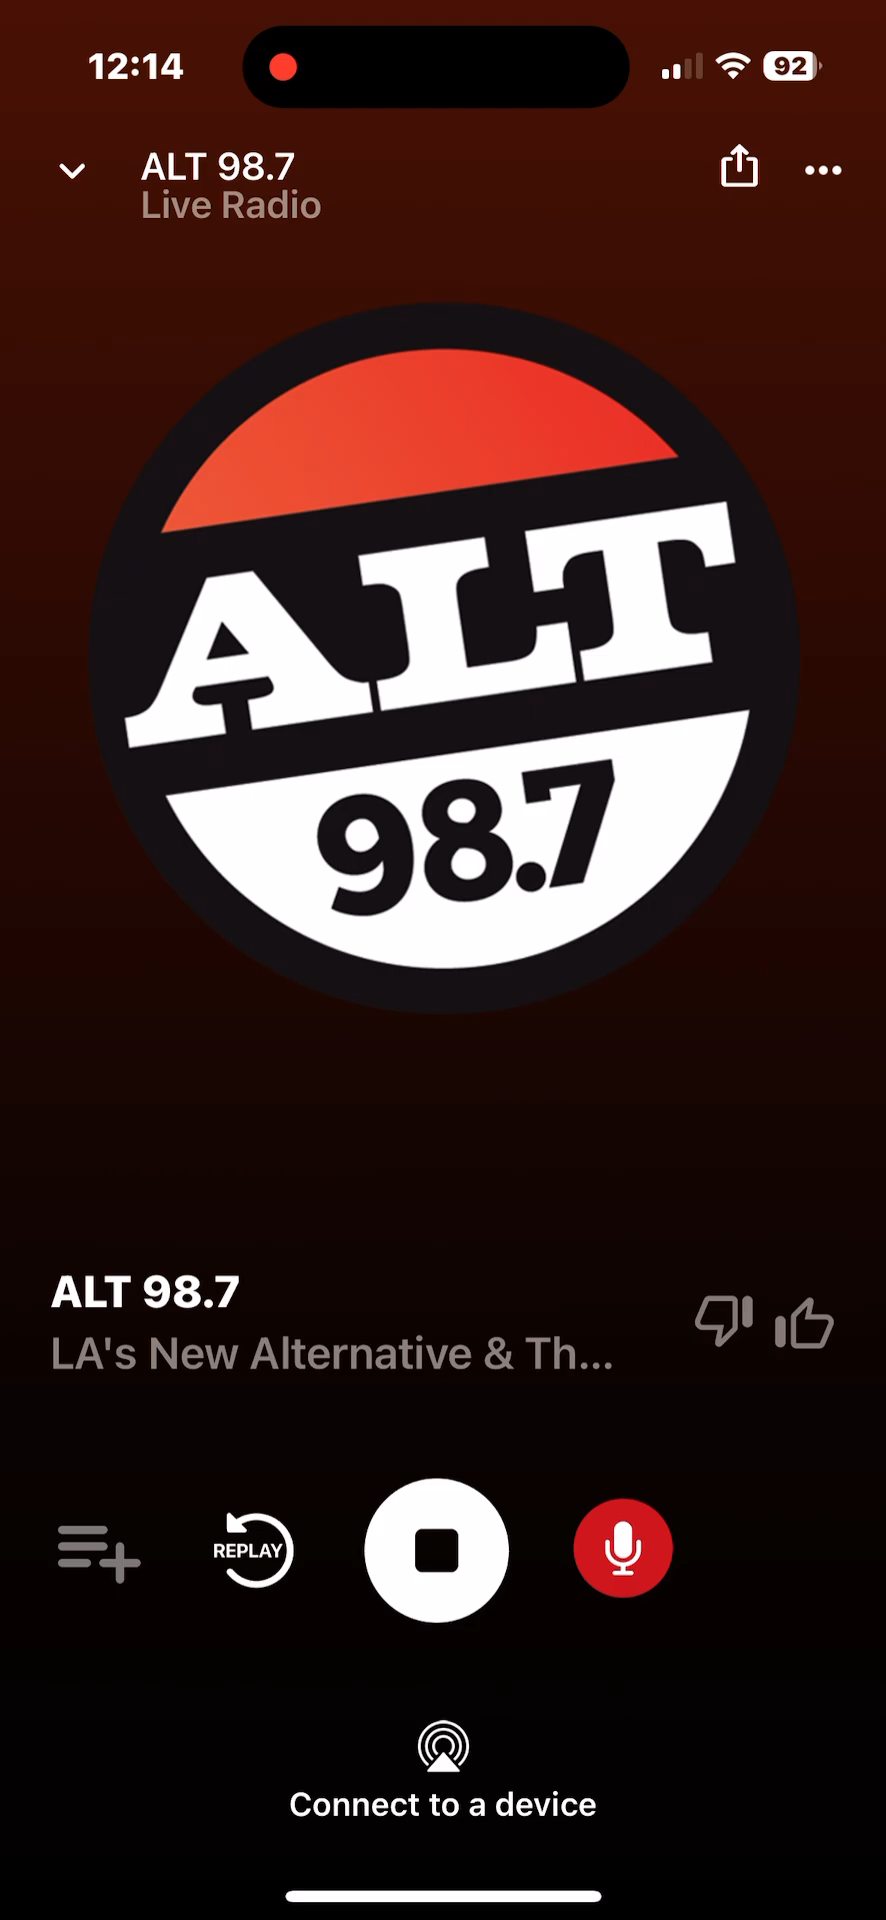 12:14
92
ALT 98.7
Live Radio
ALT
98.7
ALT 98.7
LA's New Alternative & Th...
REPLAY
Connect to a device